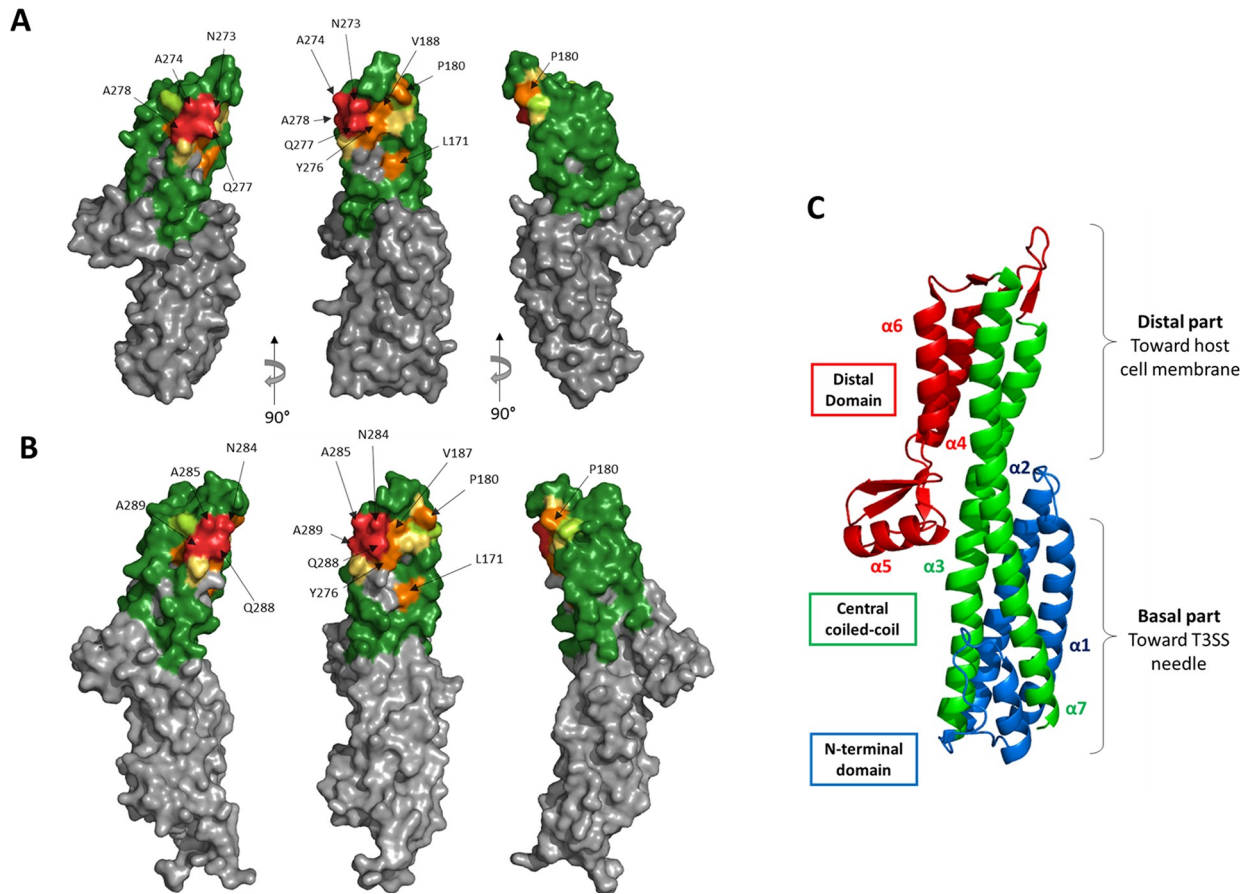 A
N273
A274
A278
Q277
N273
A274
V188
P180
A278
Q277
Y276
L171
P180
90°
90°
B
N284
A285
A289
Q288
N284
A285
V187
P180
A289
Q288
Y276
L171
P180
C
α6
Distal
Domain
α4
α2
α5
α3
Central
coiled-coil
α1
α7
N-terminal
domain
Distal part
Toward host
cell membrane
Basal part
Toward T3SS
needle